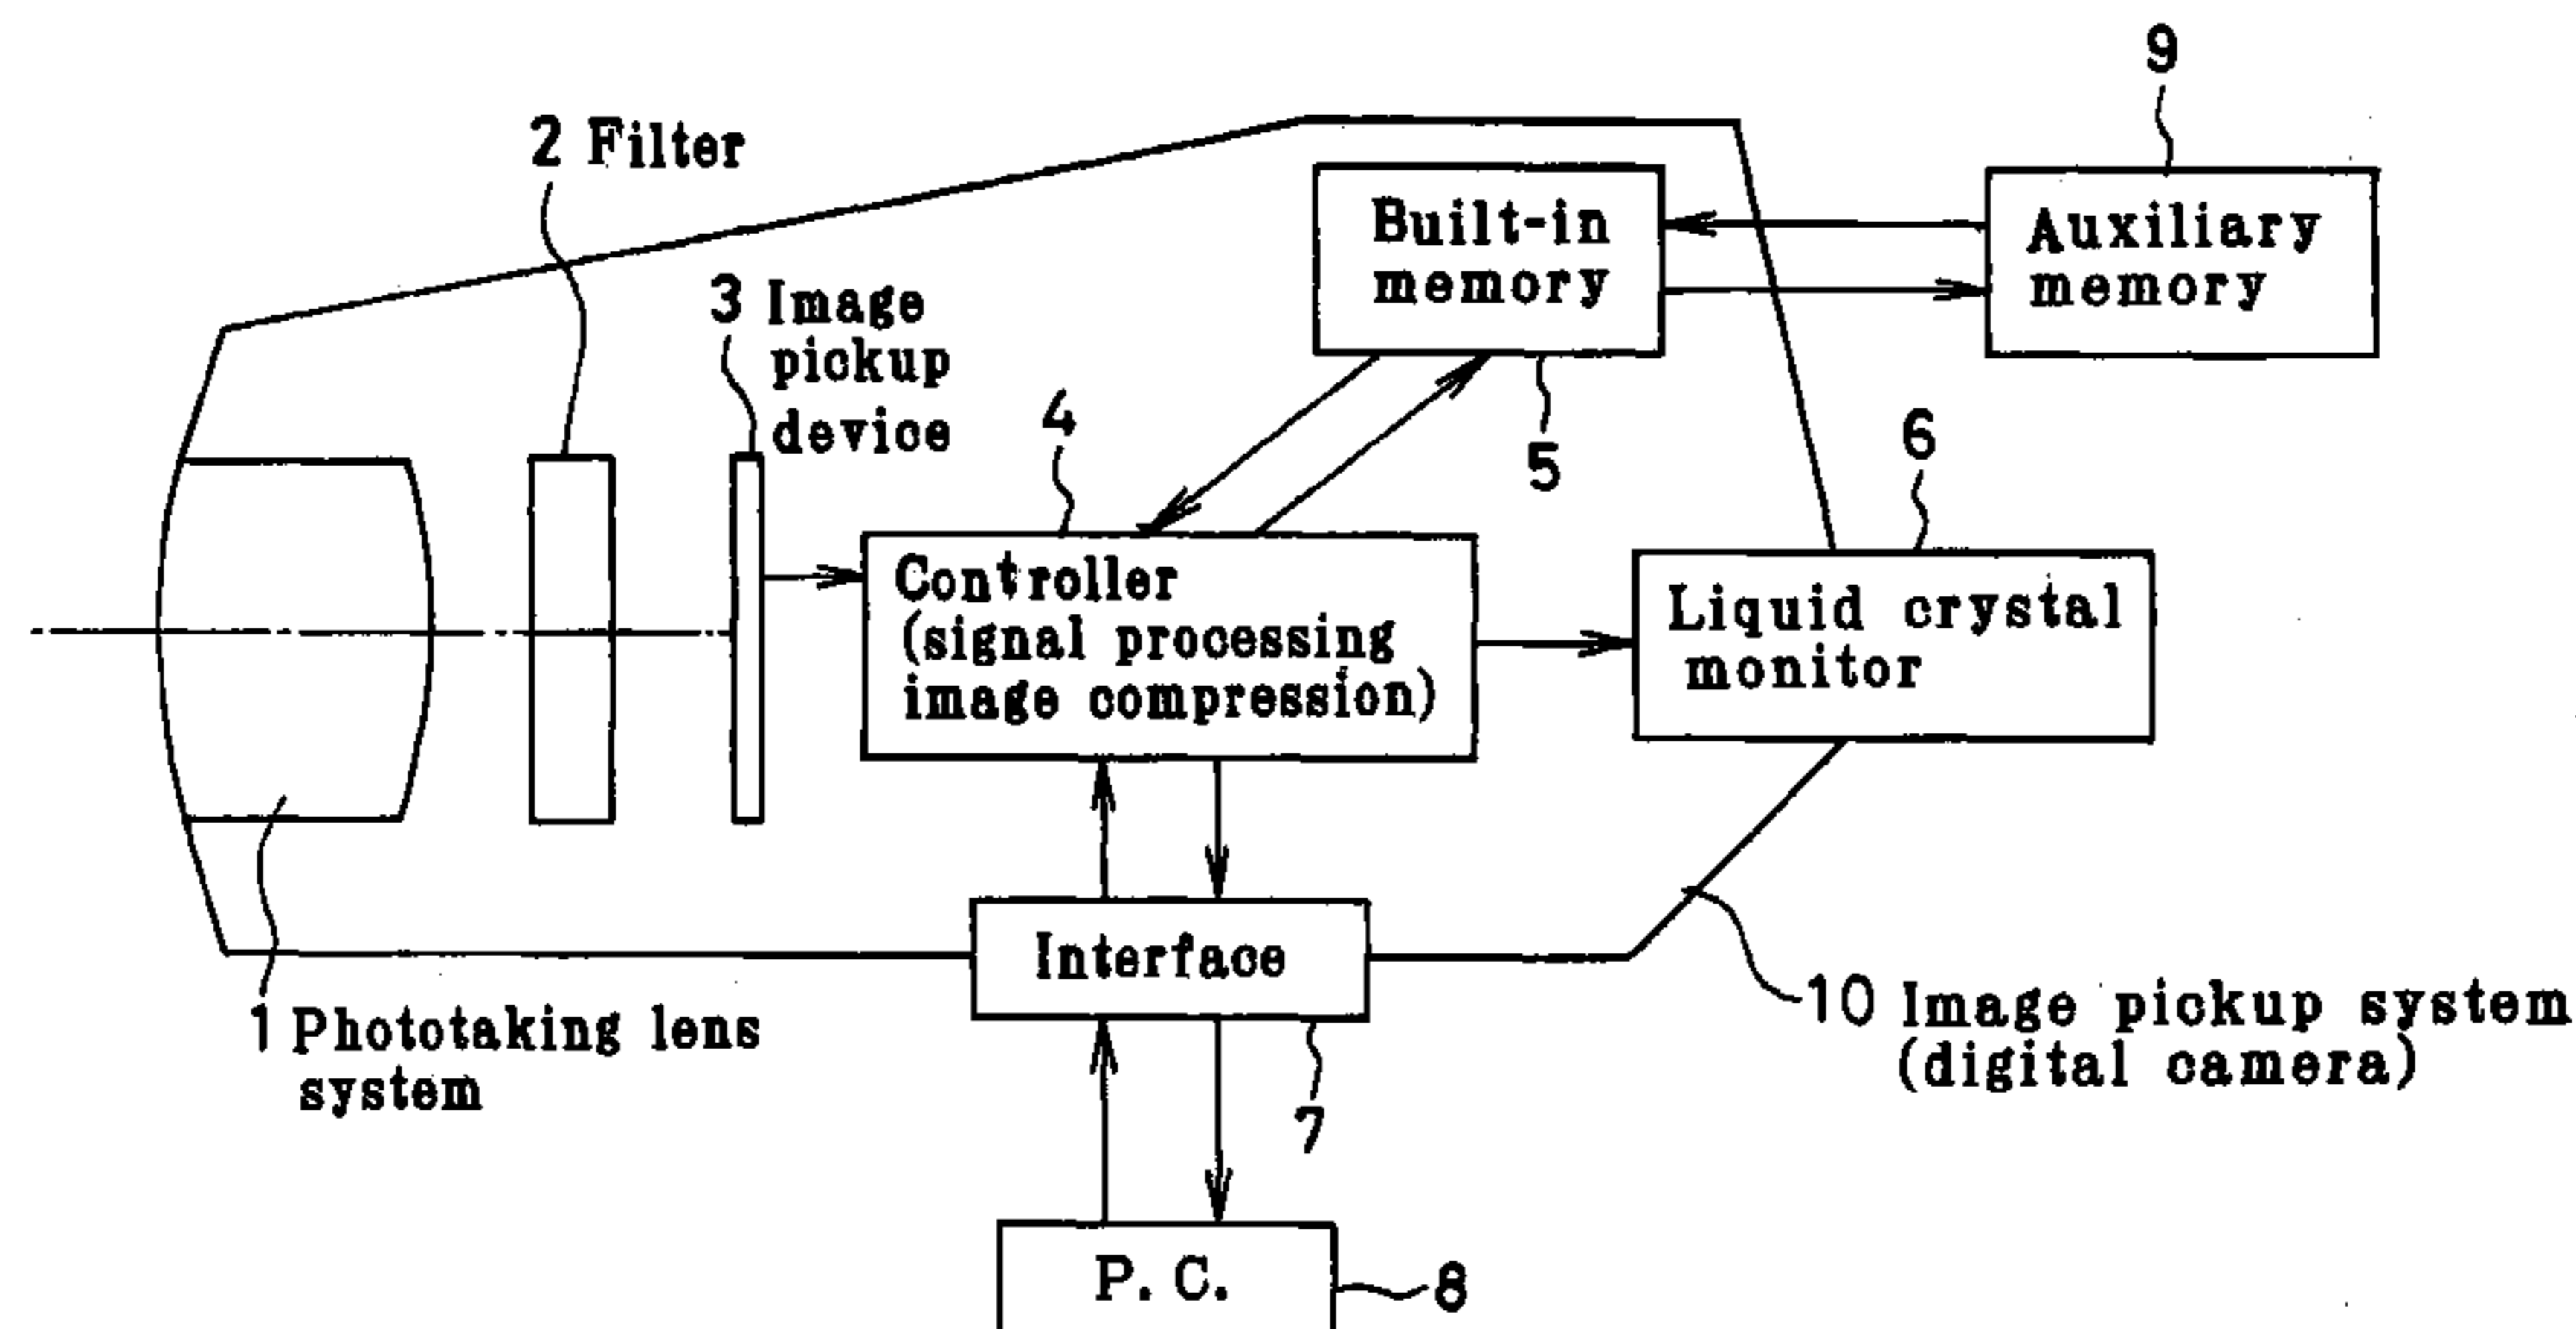 9
2 Filter
Built-in
memory
Auxiliary
memory
3 Image
pickup
device
4
5
6
Controller
(signal processing
image compression)
Liquid crystal
monitor
Interface
1 Phototaking lens
system
10 Image pickup system
(digital camera)
7
P. C.
8